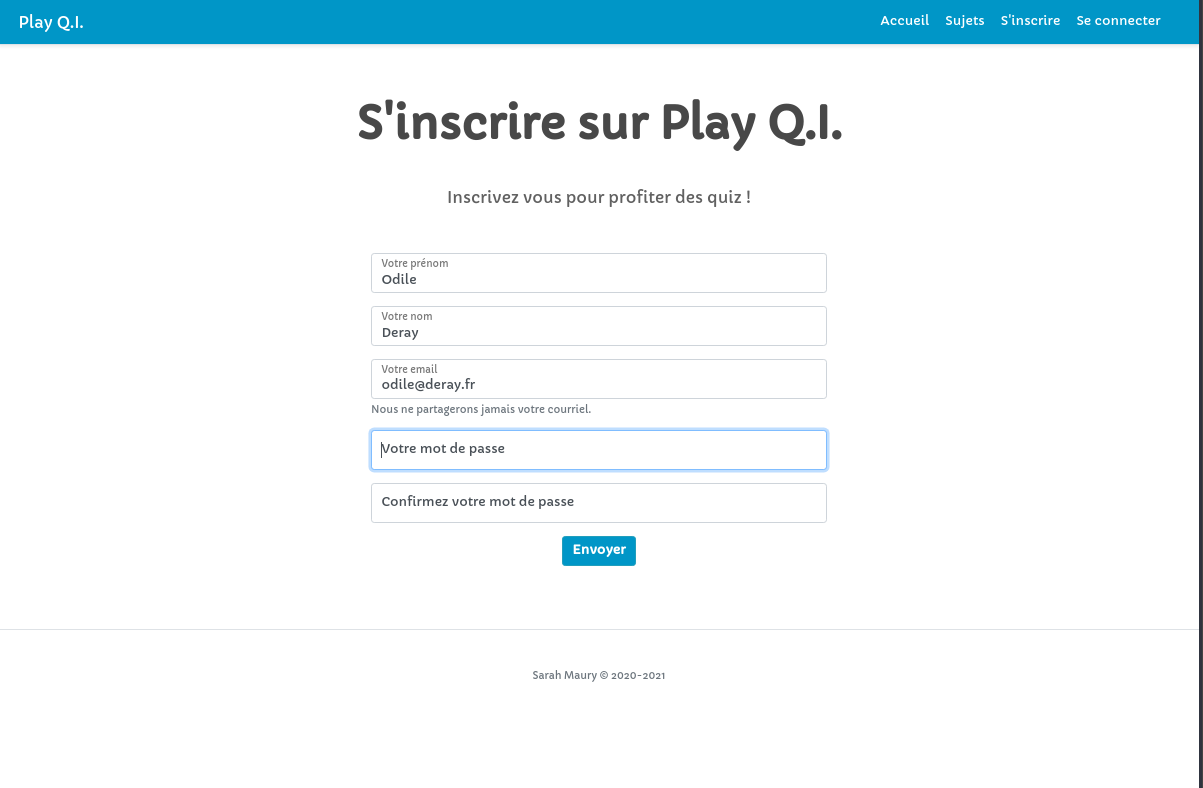 Play Q.I.
Accueil Sujets S'inscrire Se connecter
S'inscrire sur Play Q.I.
Inscrivez vous pour profiter des quiz !
Votre prénom
Odile
Votre nom
Deray
Votre email
odile@deray.fr
Nous ne partagerons jamais votre courriel.
Votre mot de passe
Confirmez votre mot de passe
Envoyer
Sarah Maury © 2020-2021